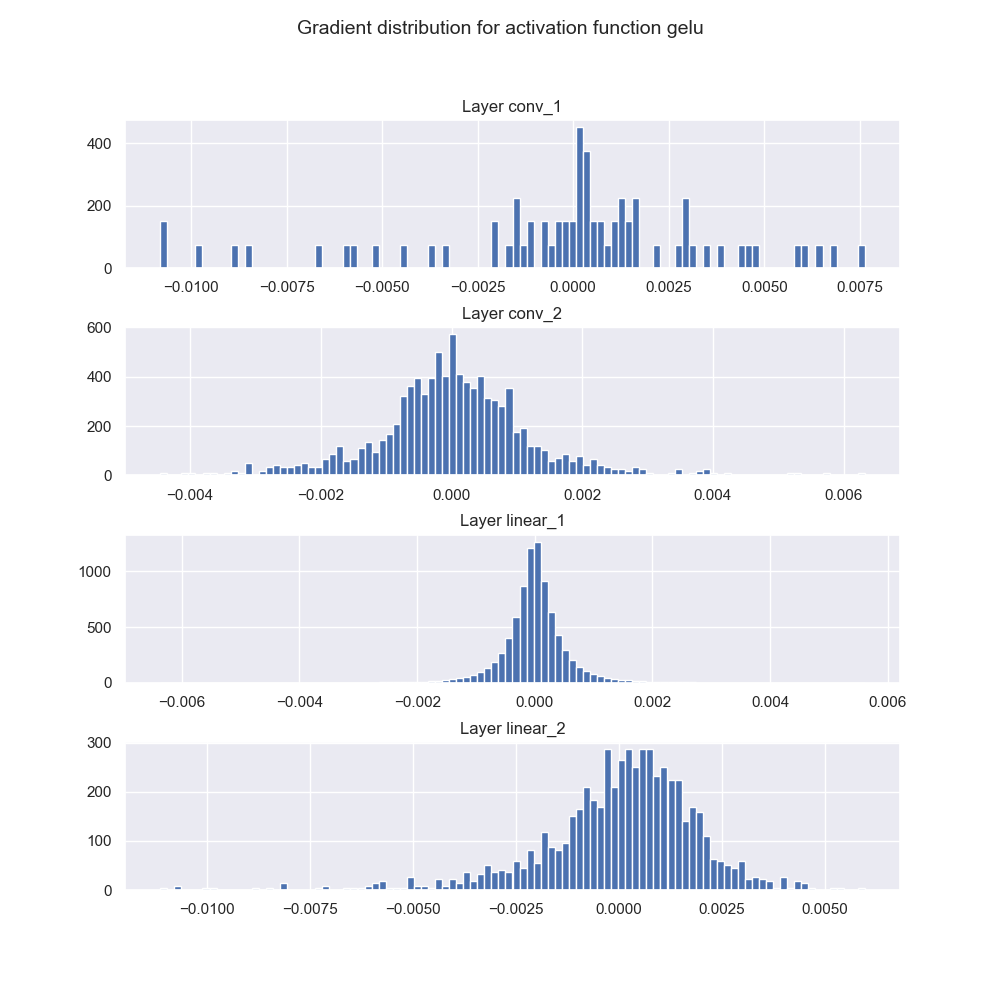 Gradient distribution for activation function gelu
Layer conv_1
400
200
0
−0.0100 −0.0075 −0.0050 −0.0025 0.0000 0.0025 0.0050 0.0075
Layer conv_2
600
400
200
0
−0.004 −0.002 0.000 0.002 0.004 0.006
Layer linear_1
1000
500
0
−0.006 −0.004 −0.002 0.000 0.002 0.004 0.006
Layer linear_2
300
200
100
0
−0.0100 −0.0075 −0.0050 −0.0025 0.0000 0.0025 0.0050